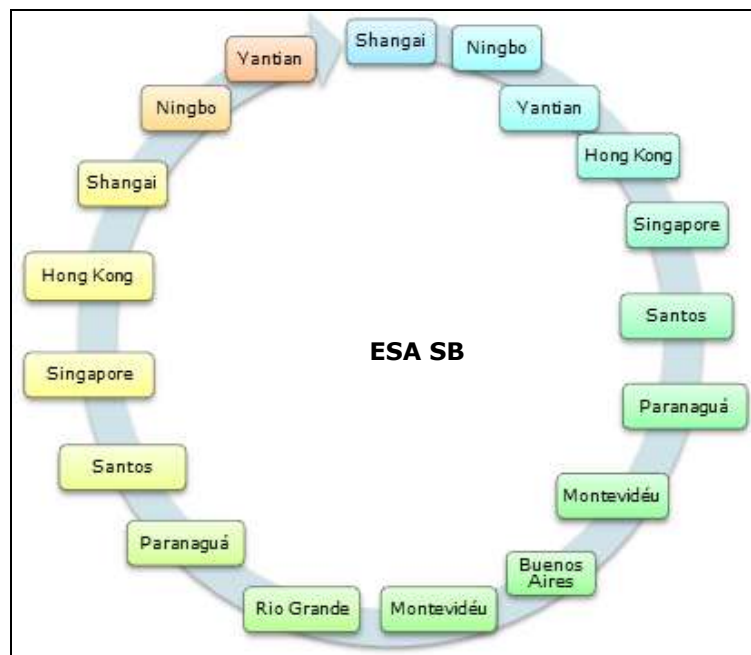 Shangai
Ningbo
Yantian
Hong Kong
Singapore
Santos
Paranaguá
Montevidéu
Buenos
Aires
Montevidéu
Rio Grande
Paranaguá
Santos
Singapore
Hong Kong
Shangai
Ningbo
Yantian
ESA SB